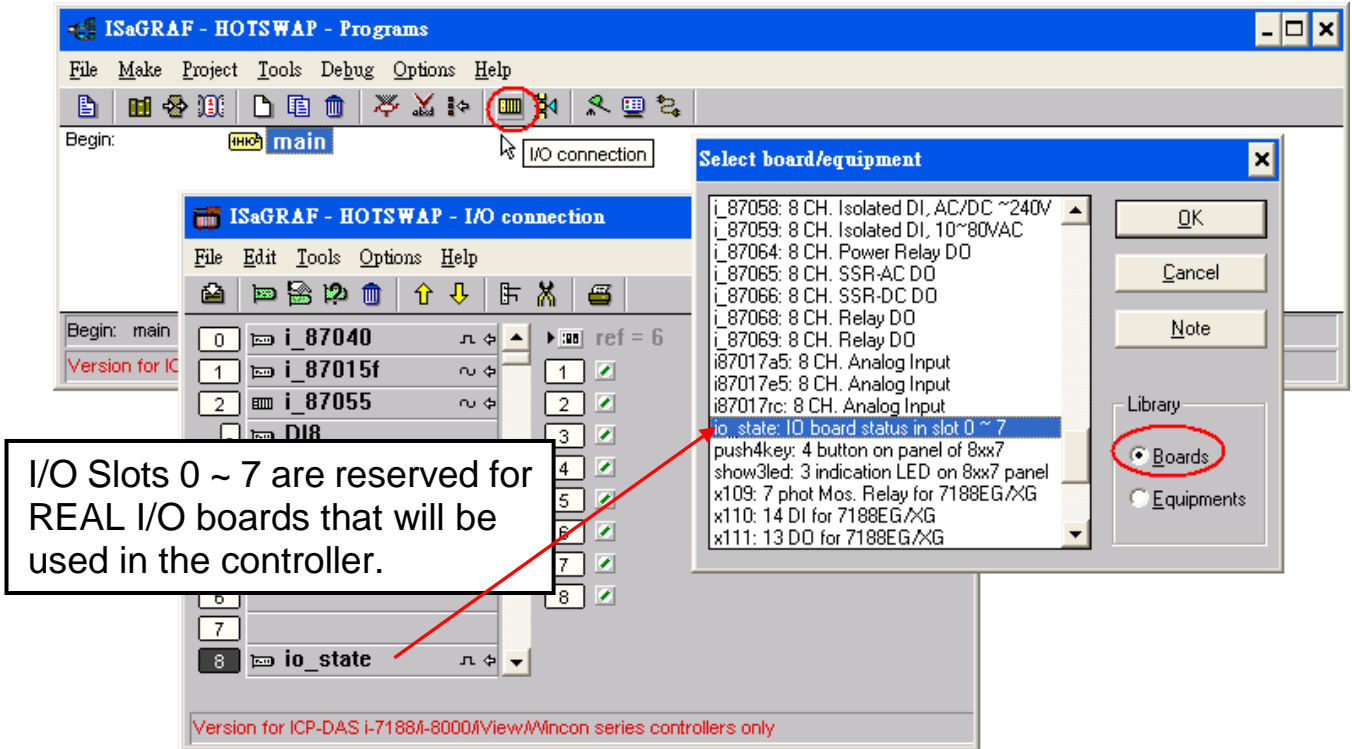 ISaGRAF - HOTSWAP - Programs
File Make Project Tools Debug Options Help
Begin: main
I/O connection
Select board/equipment
i_87058: 8 CH. Isolated DI, AC/DC ~240V
i_87059: 8 CH. Isolated DI, 10~80VAC
i_87064: 8 CH. Power Relay DO
i_87065: 8 CH. SSR-AC DO
i_87066: 8 CH. SSR-DC DO
i_87068: 8 CH. Relay DO
i_87069: 8 CH. Relay DO
i87017a5: 8 CH. Analog Input
i87017e5: 8 CH. Analog Input
i87017rc: 8 CH. Analog Input
io_state: IO board status in slot 0 ~ 7
push4key: 4 button on panel of 8xx7
show3led: 3 indication LED on 8xx7 panel
x109: 7 phot Mos. Relay for 7188EG/XG
x110: 14 DI for 7188EG/XG
x111: 13 DO for 7188EG/XG
OK
Cancel
Note
Library
Boards
Equipments
ISaGRAF - HOTSWAP - I/O connection
File Edit Tools Options Help
Begin: main
Version for IC
0 i_87040
1 i_87015f
2 i_87055
DI8
6
7
8 io_state
ref = 6
1
2
3
4
5
6
7
8
I/O Slots 0 ~ 7 are reserved for
REAL I/O boards that will be
used in the controller.
Version for ICP-DAS i-7188/i-8000/iView/Wincon series controllers only